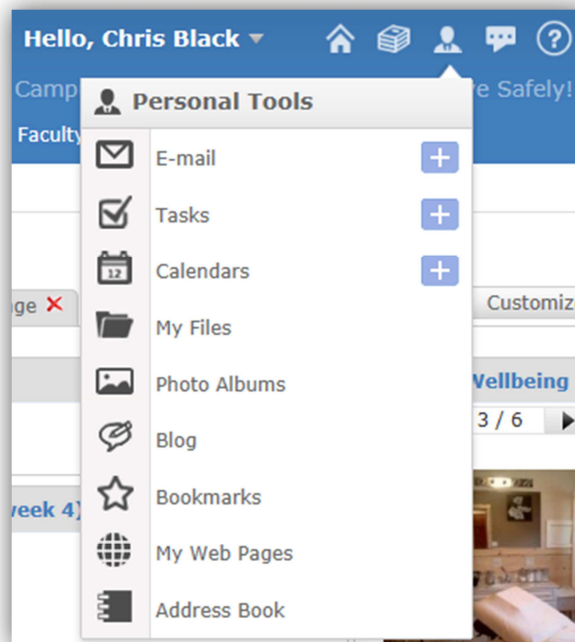 Hello, Chris Black
Camp
e Safely!
Personal Tools
Faculty
E-mail
Tasks
Calendars
12
ge
Customiz
My Files
Photo Albums
Wellbeing
3 / 6
Blog
Bookmarks
week 4)
My Web Pages
Address Book